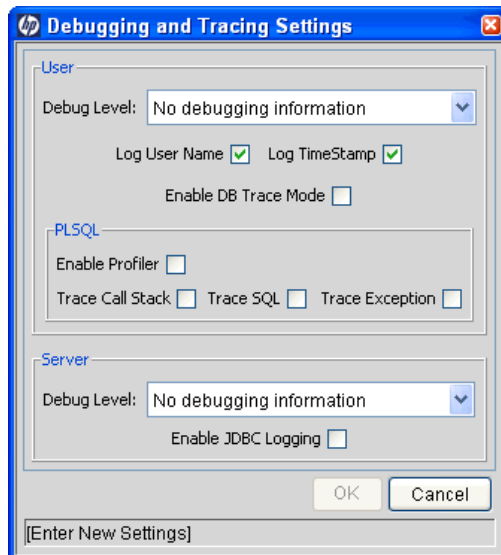 hp Debugging and Tracing Settings
User
Debug Level: No debugging information
Log User Name Log TimeStamp
Enable DB Trace Mode
PLSQL
Enable Profiler
Trace Call Stack Trace SQL Trace Exception
Server
Debug Level: No debugging information
Enable JDBC Logging
OK Cancel
[Enter New Settings]